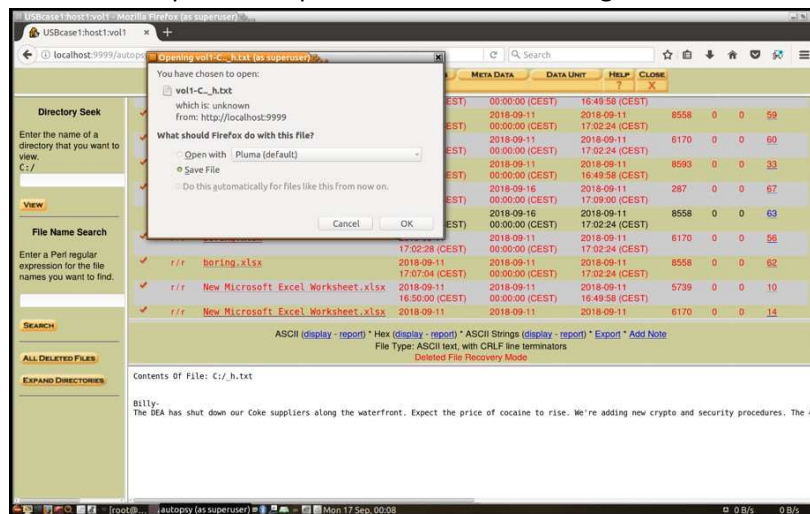 USBcase1:host1:vol1 - Mozilla Firefox (as superuser)
USBcase1:host1:vol1 × +
localhost:9999/autops Search
Opening vol1-C..._h.txt (as superuser)
You have chosen to open:
vol1-C..._h.txt
which is: unknown
from: http://localhost:9999
What should Firefox do with this file?
Open with Pluma (default)
Save File
Do this automatically for files like this from now on.
Cancel OK
META DATA DATA UNIT HELP CLOSE
? X
Directory Seek
Enter the name of a
directory that you want to
view.
C:/
VIEW
File Name Search
Enter a Perl regular
expression for the file
names you want to find.
SEARCH
ALL DELETED FILES
EXPAND DIRECTORIES
EST) 00:00:00 (CEST) 16:49:58 (CEST)
2018-09-11 2018-09-11 8558 0 0 59
EST) 00:00:00 (CEST) 17:02:24 (CEST)
2018-09-11 2018-09-11 6170 0 0 60
EST) 00:00:00 (CEST) 17:02:24 (CEST)
2018-09-11 2018-09-11 8593 0 0 33
EST) 00:00:00 (CEST) 16:49:58 (CEST)
2018-09-16 2018-09-11 287 0 0 67
EST) 00:00:00 (CEST) 17:09:00 (CEST)
2018-09-16 2018-09-11 8558 0 0 63
EST) 00:00:00 (CEST) 17:02:24 (CEST)
2018-09-11 2018-09-11 6170 0 0 56
17:02:28 (CEST) 00:00:00 (CEST) 17:02:24 (CEST)
r/r boring.xlsx 2018-09-11 2018-09-11 2018-09-11 8558 0 0 62
17:07:04 (CEST) 00:00:00 (CEST) 17:02:24 (CEST)
r/r New Microsoft Excel Worksheet.xlsx 2018-09-11 2018-09-11 2018-09-11 5739 0 0 10
16:50:00 (CEST) 00:00:00 (CEST) 16:49:58 (CEST)
r/r New Microsoft Excel Worksheet.xlsx 2018-09-11 2018-09-11 2018-09-11 6170 0 0 14
ASCII (display - report) * Hex (display - report) * ASCII Strings (display - report) * Export * Add Note
File Type: ASCII text, with CRLF line terminators
Deleted File Recovery Mode
Contents Of File: C:/_h.txt
Billy-
The DEA has shut down our Coke suppliers along the waterfront. Expect the price of cocaine to rise. We're adding new crypto and security procedures. The
[root@... autopsy (as superuser) Mon 17 Sep, 00:08 0 B/s 0 B/s